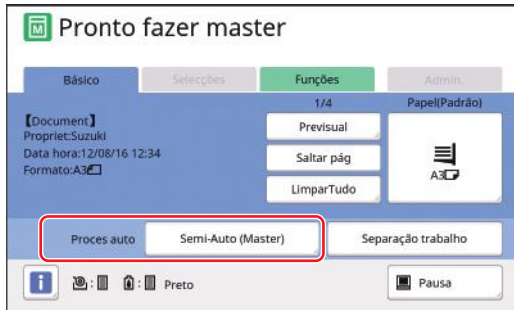 Pronto fazer master
Básico
Selecções
Funções
Admin.
1/4
Papel(Padrão)
【Document】
Propriet:Suzuki
Data hora:12/08/16 12:34
Formato:A3
Previsual
Saltar pág
LimparTudo
A3
Proces auto
Semi-Auto (Master)
Separação trabalho
Preto
Pausa